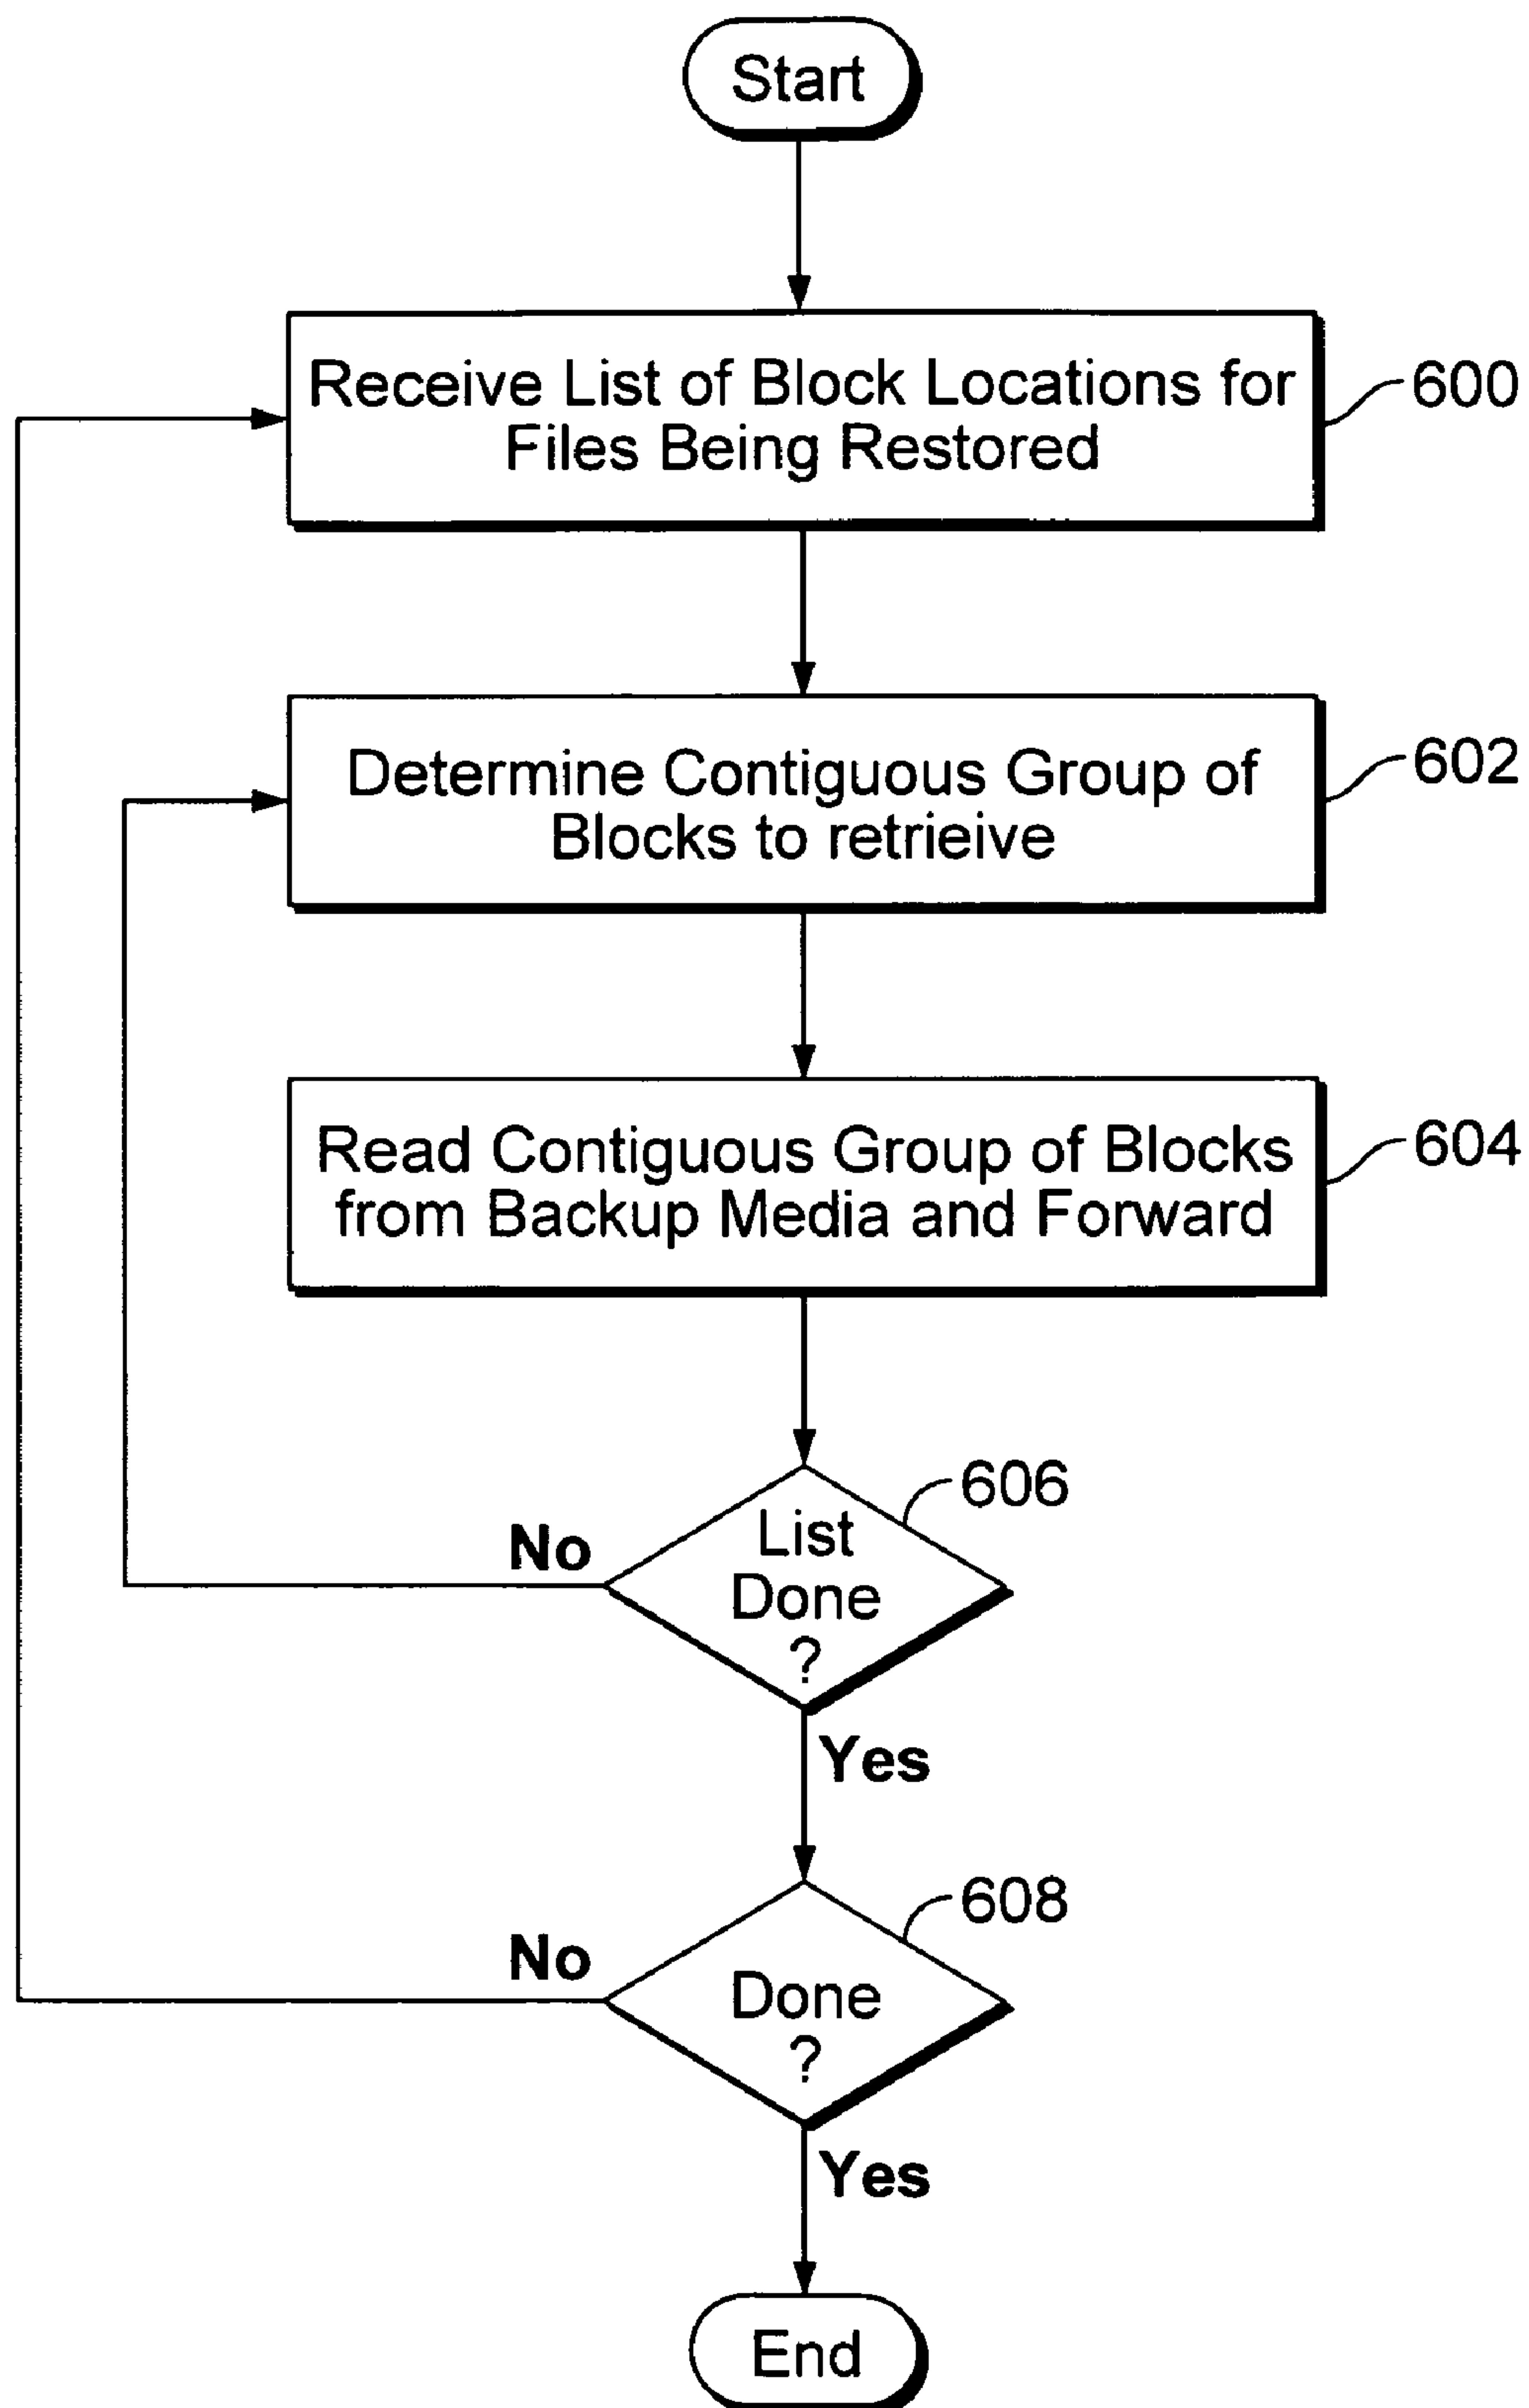 Start
Receive List of Block Locations for
Files Being Restored
600
Determine Contiguous Group of
Blocks to retrieive
602
Read Contiguous Group of Blocks
from Backup Media and Forward
604
606
List
Done
?
No
Yes
608
Done
?
No
Yes
End